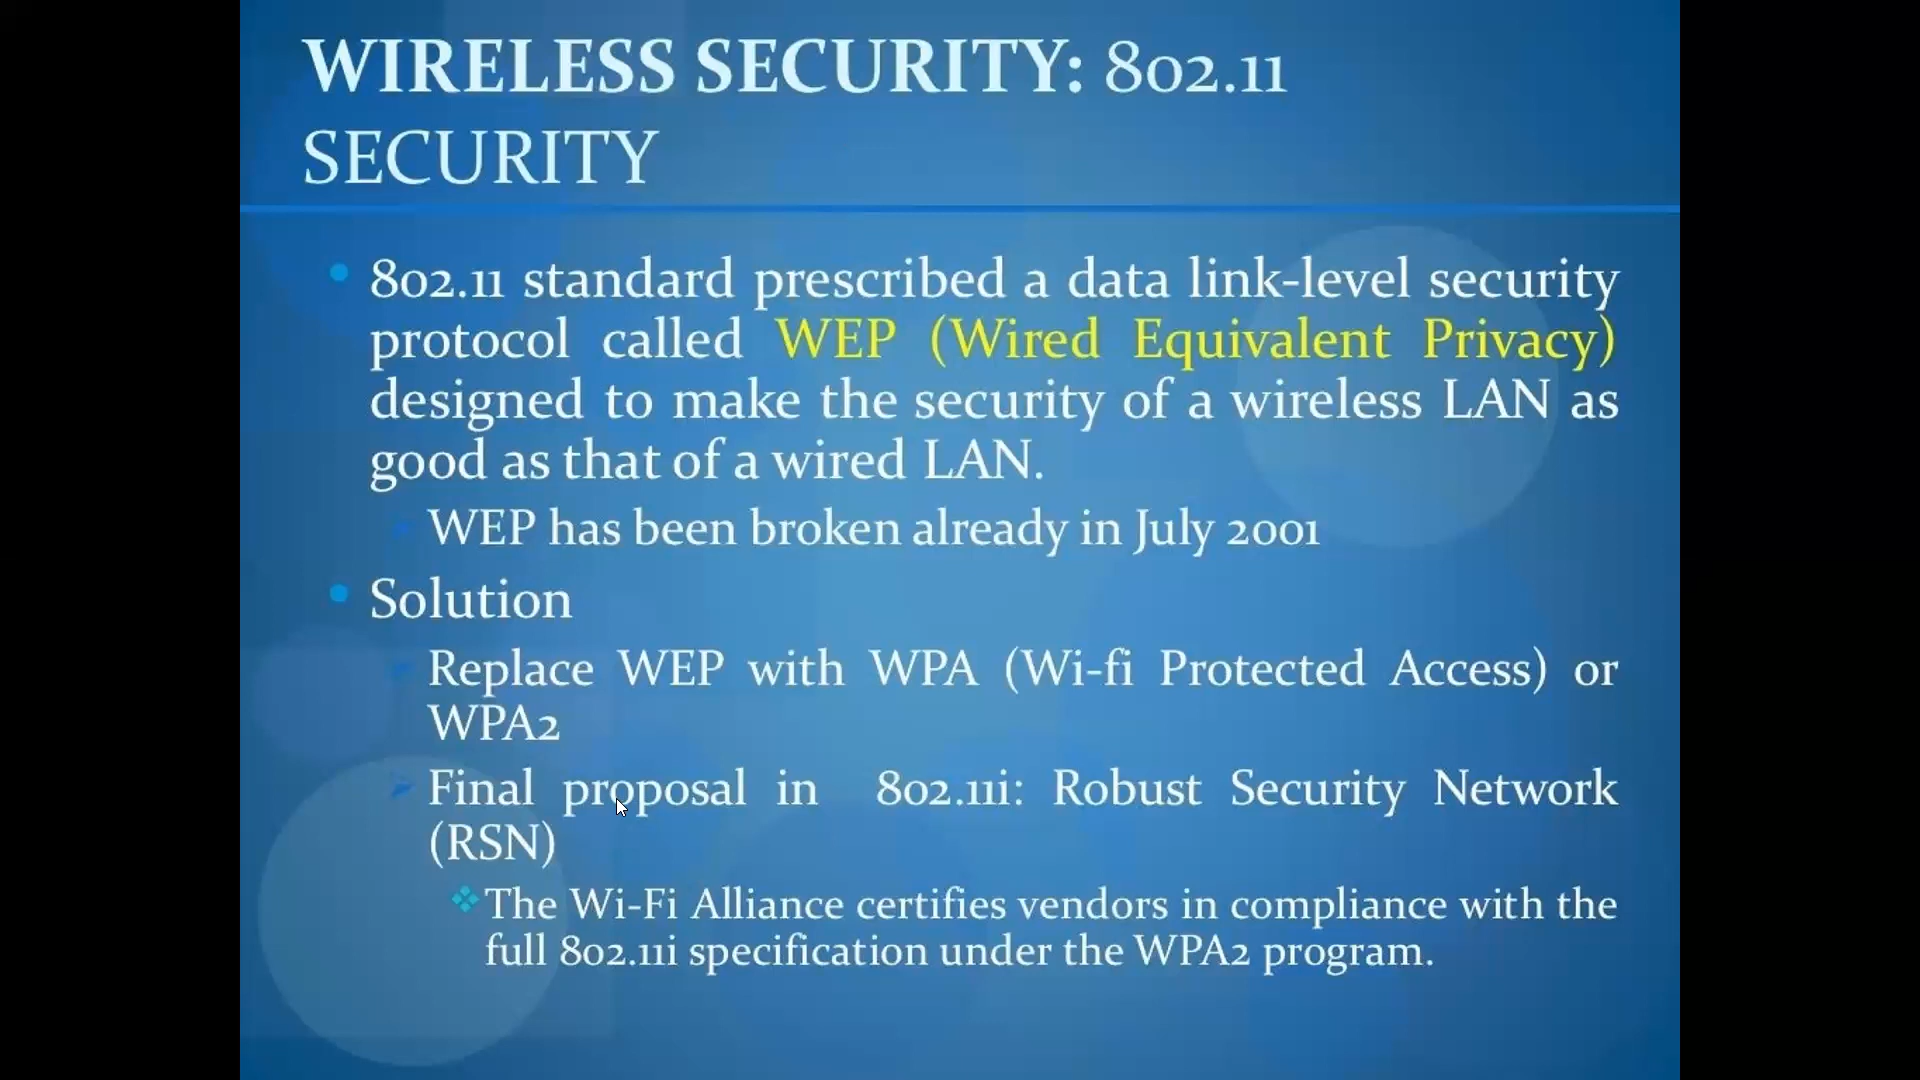 WIRELESS SECURITY: 802.11
SECURITY
802.11 standard prescribed a data link-level security
protocol called WEP (Wired Equivalent Privacy)
designed to make the security of a wireless LAN as
good as that of a wired LAN.
WEP has been broken already in July 2001
Solution
Replace WEP with WPA (Wi-fi Protected Access) or
WPA2
Final proposal in 802.11i: Robust Security Network
(RSN)
The Wi-Fi Alliance certifies vendors in compliance with the
full 802.11i specification under the WPA2 program.